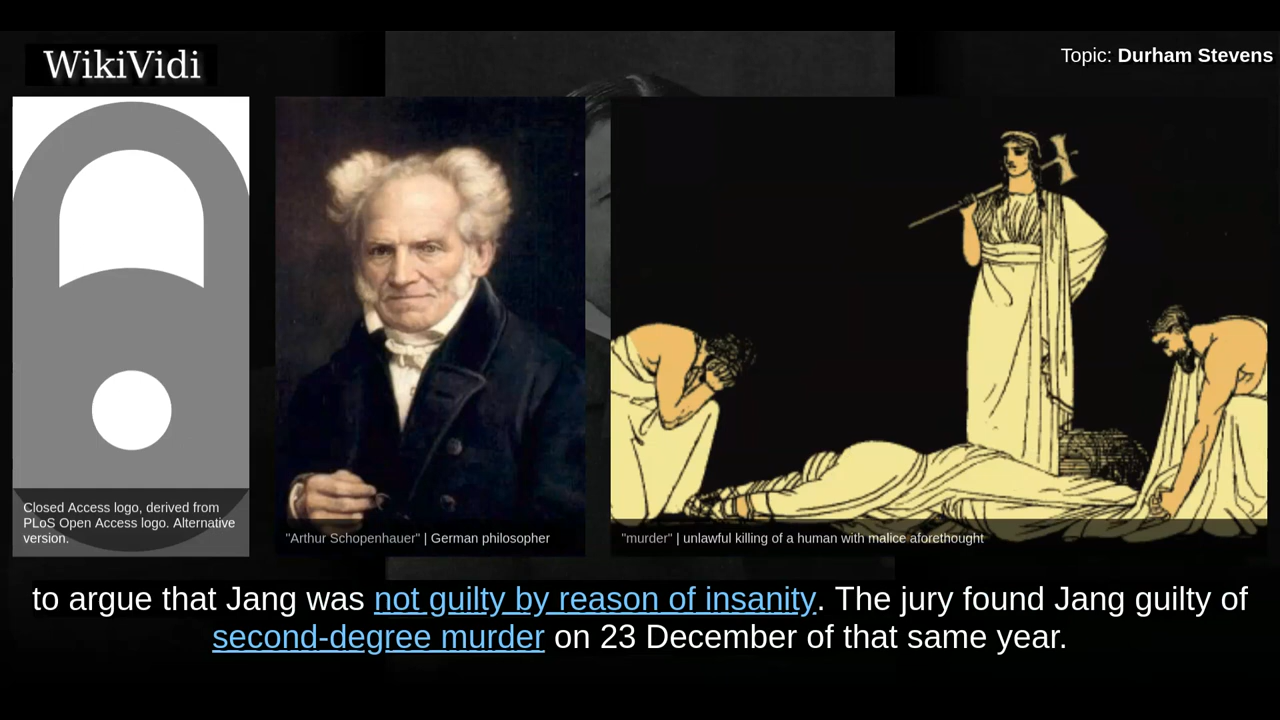 WikiVidi
Topic: Durham Stevens
Closed Access logo, derived from
PLoS Open Access logo. Alternative
version.
"Arthur Schopenhauer" | German philosopher
"murder" | unlawful killing of a human with malice aforethought
to argue that Jang was not guilty by reason of insanity. The jury found Jang guilty of
second-degree murder on 23 December of that same year.